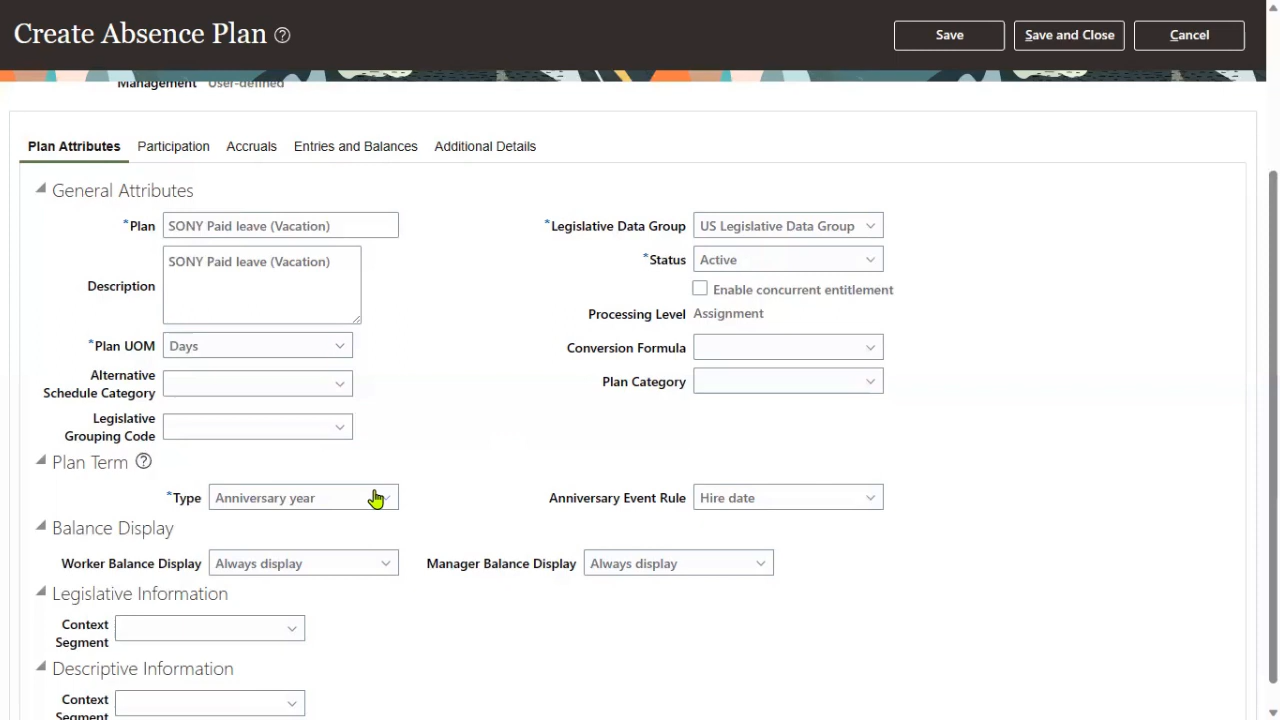 Create Absence Plan
Save
Save and Close
Cancel
Management User-defined
Plan Attributes
Participation
Accruals
Entries and Balances
Additional Details
General Attributes
*Plan SONY Paid leave (Vacation)
*Legislative Data Group US Legislative Data Group
Description SONY Paid leave (Vacation)
*Status Active
Enable concurrent entitlement
Processing Level Assignment
*Plan UOM Days
Conversion Formula
Alternative
Schedule Category
Plan Category
Legislative
Grouping Code
Plan Term
*Type Anniversary year
Anniversary Event Rule Hire date
Balance Display
Worker Balance Display Always display
Manager Balance Display Always display
Legislative Information
Context
Segment
Descriptive Information
Context
Segment